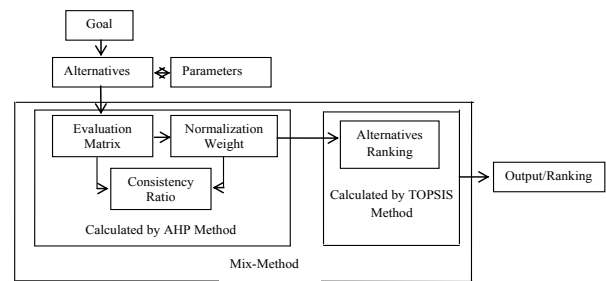 Goal
Alternatives
Parameters
Evaluation
Matrix
Normalization
Weight
Consistency
Ratio
Calculated by AHP Method
Alternatives
Ranking
Calculated by TOPSIS
Method
Output/Ranking
Mix-Method